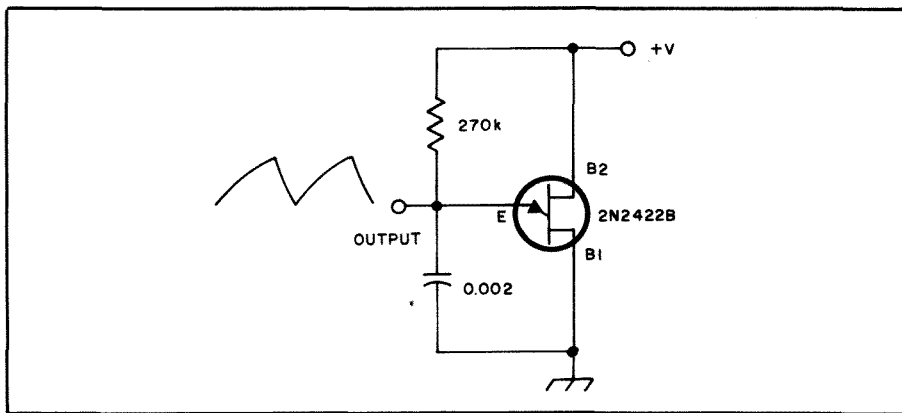 +V
270k
B2
E
2N2422B
OUTPUT
B1
0.002